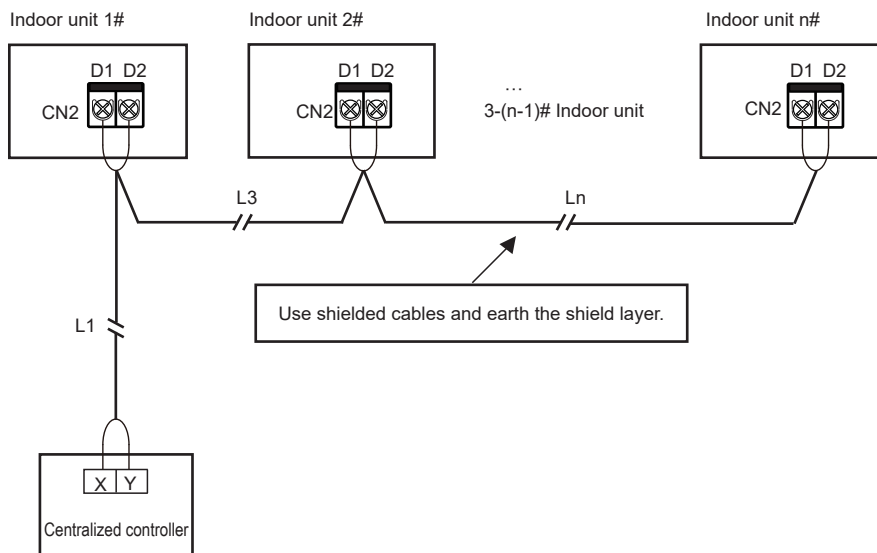 Indoor unit 1#
Indoor unit 2#
Indoor unit n#
D1 D2
CN2
D1 D2
CN2
...
3-(n-1)# Indoor unit
D1 D2
CN2
L3
Ln
Use shielded cables and earth the shield layer.
L1
X Y
Centralized controller